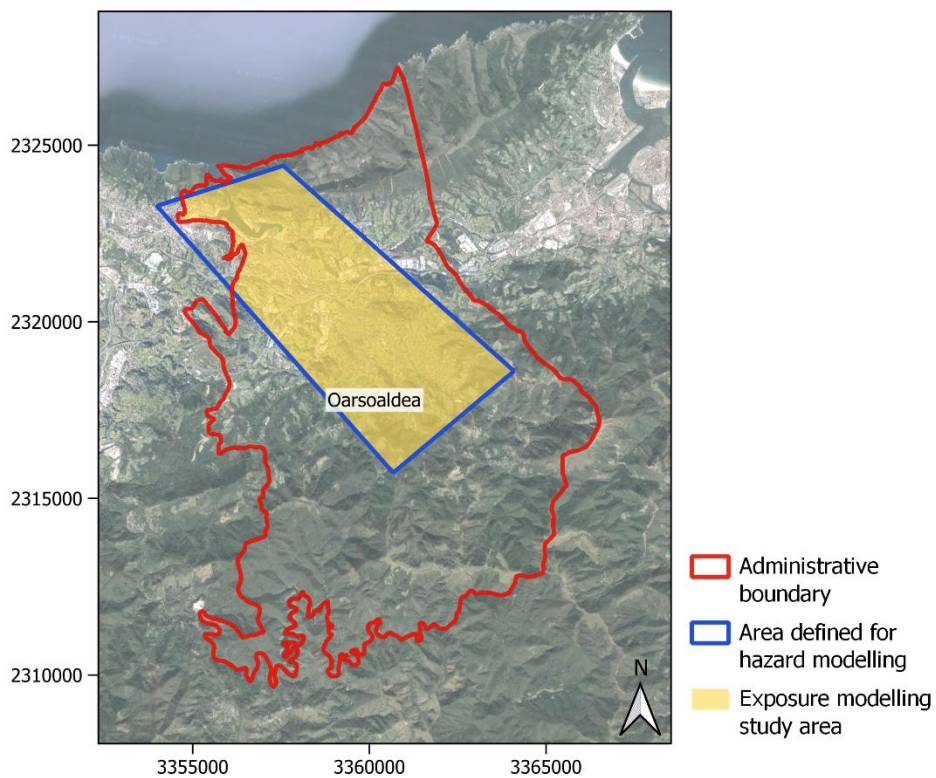 2325000
2320000
2315000
2310000
3355000
3360000
3365000
Oarsoaldea
N
Administrative
boundary
Area defined for
hazard modelling
Exposure modelling
study area